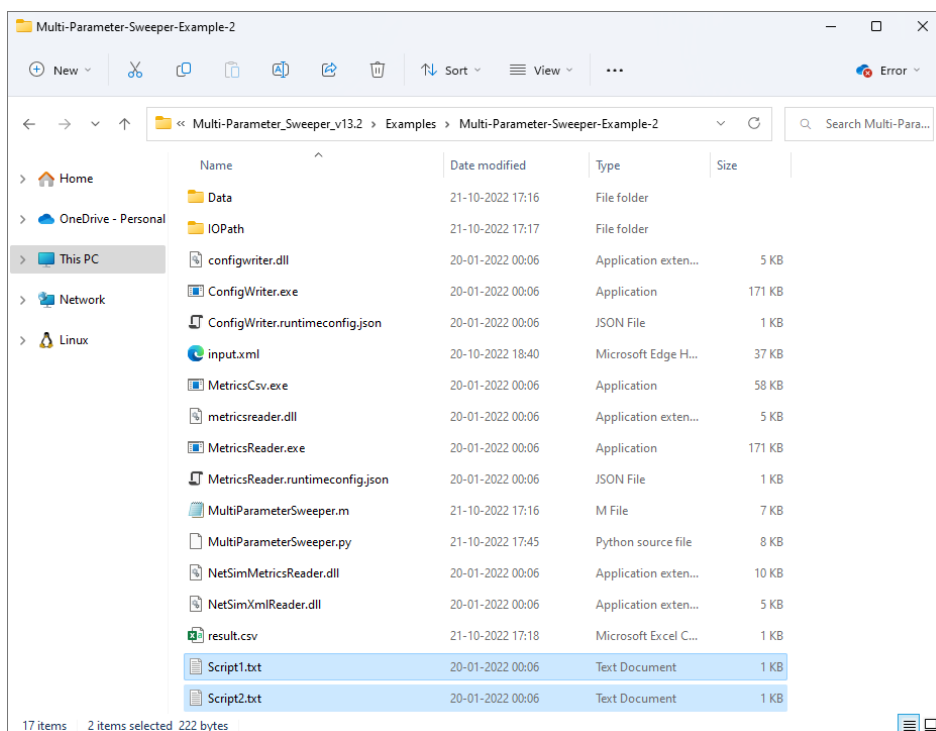 Multi-Parameter-Sweeper-Example-2
New Sort View ... Error
« Multi-Parameter_Sweeper_v13.2 > Examples > Multi-Parameter-Sweeper-Example-2 Search Multi-Para...
Home
OneDrive - Personal
This PC
Network
Linux
Name Date modified Type Size
Data 21-10-2022 17:16 File folder
IOPath 21-10-2022 17:17 File folder
configwriter.dll 20-01-2022 00:06 Application exten... 5 KB
ConfigWriter.exe 20-01-2022 00:06 Application 171 KB
ConfigWriter.runtimeconfig.json 20-01-2022 00:06 JSON File 1 KB
input.xml 20-10-2022 18:40 Microsoft Edge H... 37 KB
MetricsCsv.exe 20-01-2022 00:06 Application 58 KB
metricsreader.dll 20-01-2022 00:06 Application exten... 5 KB
MetricsReader.exe 20-01-2022 00:06 Application 171 KB
MetricsReader.runtimeconfig.json 20-01-2022 00:06 JSON File 1 KB
MultiParameterSweeper.m 21-10-2022 17:16 M File 7 KB
MultiParameterSweeper.py 21-10-2022 17:45 Python source file 8 KB
NetSimMetricsReader.dll 20-01-2022 00:06 Application exten... 10 KB
NetSimXmlReader.dll 20-01-2022 00:06 Application exten... 5 KB
result.csv 21-10-2022 17:18 Microsoft Excel C... 1 KB
Script1.txt 20-01-2022 00:06 Text Document 1 KB
Script2.txt 20-01-2022 00:06 Text Document 1 KB
17 items 2 items selected 222 bytes